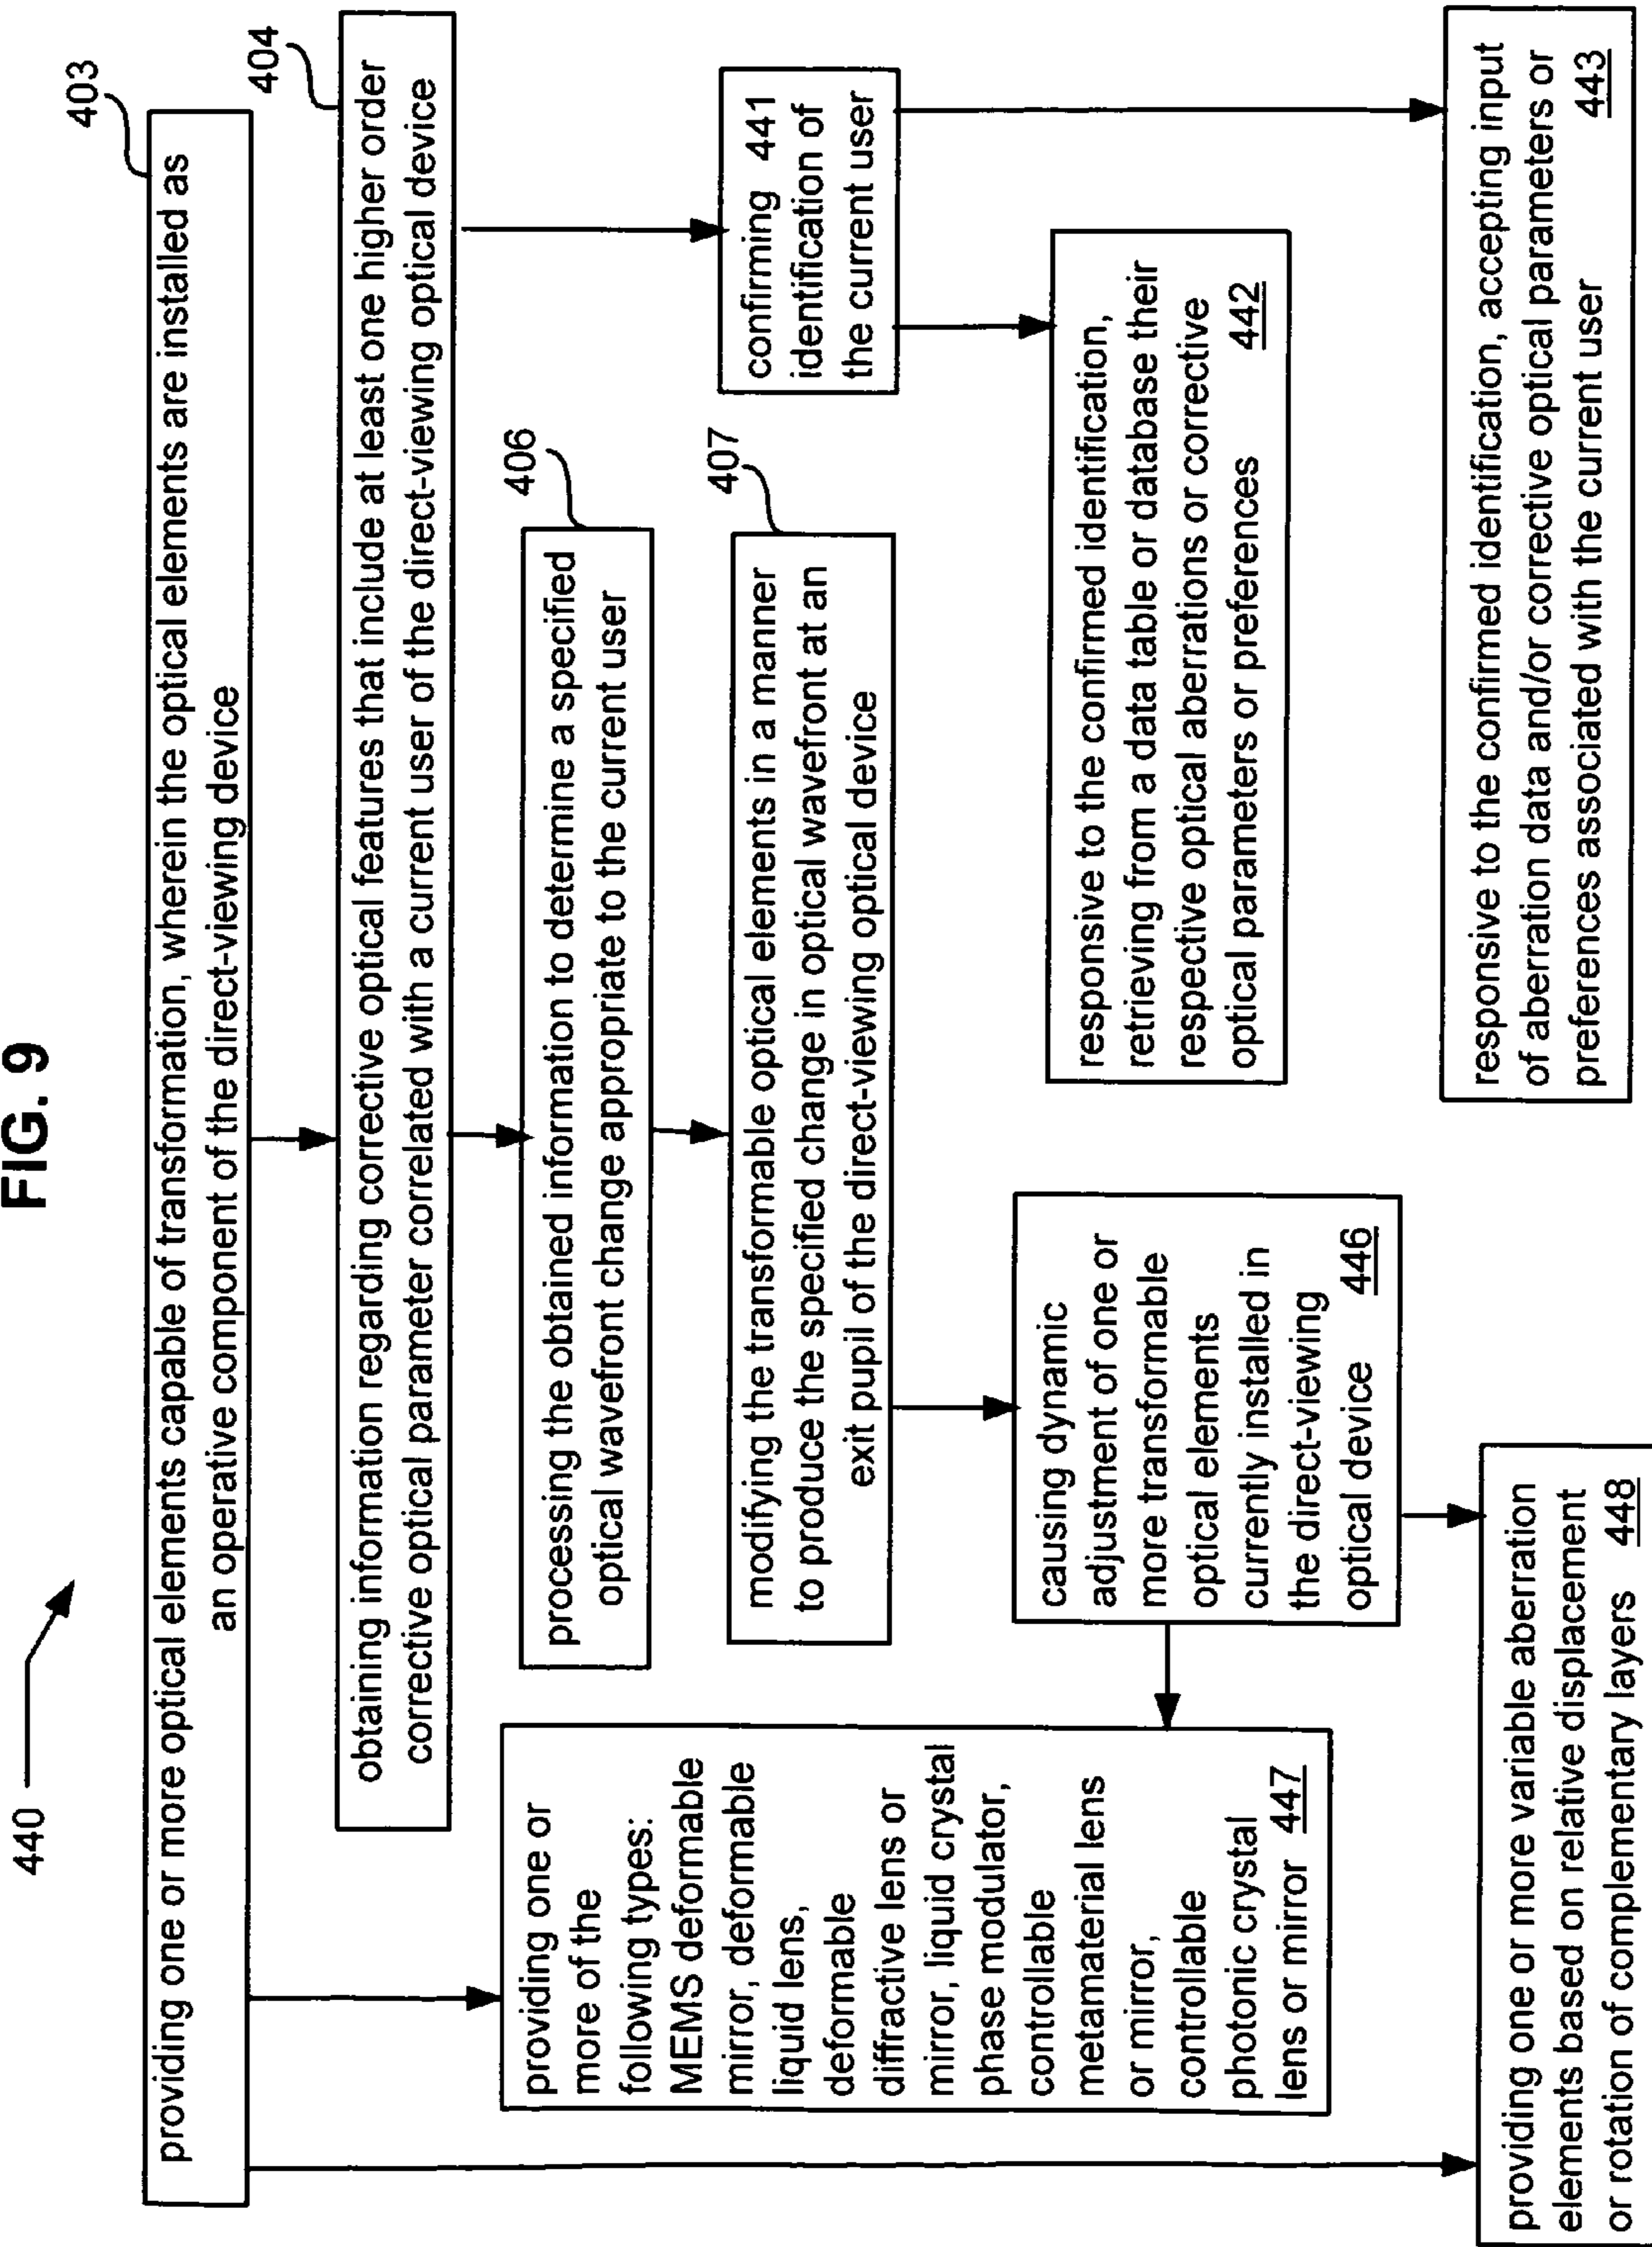 FIG. 9
440
403
providing one or more optical elements capable of transformation, wherein the optical elements are installed as
an operative component of the direct-viewing device
404
obtaining information regarding corrective optical features that include at least one higher order
corrective optical parameter correlated with a current user of the direct-viewing optical device
406
processing the obtained information to determine a specified
optical wavefront change appropriate to the current user
407
modifying the transformable optical elements in a manner
to produce the specified change in optical wavefront at an
exit pupil of the direct-viewing optical device
confirming 441
identification of
the current user
responsive to the confirmed identification,
retrieving from a data table or database their
respective optical aberrations or corrective
optical parameters or preferences 442
responsive to the confirmed identification, accepting input
of aberration data and/or corrective optical parameters or
preferences associated with the current user 443
causing dynamic
adjustment of one or
more transformable
optical elements
currently installed in
the direct-viewing
optical device 446
providing one or
more of the
following types:
MEMS deformable
mirror, deformable
liquid lens,
deformable
diffractive lens or
mirror, liquid crystal
phase modulator,
controllable
metamaterial lens
or mirror,
controllable
photonic crystal
lens or mirror 447
providing one or more variable aberration
elements based on relative displacement
or rotation of complementary layers 448